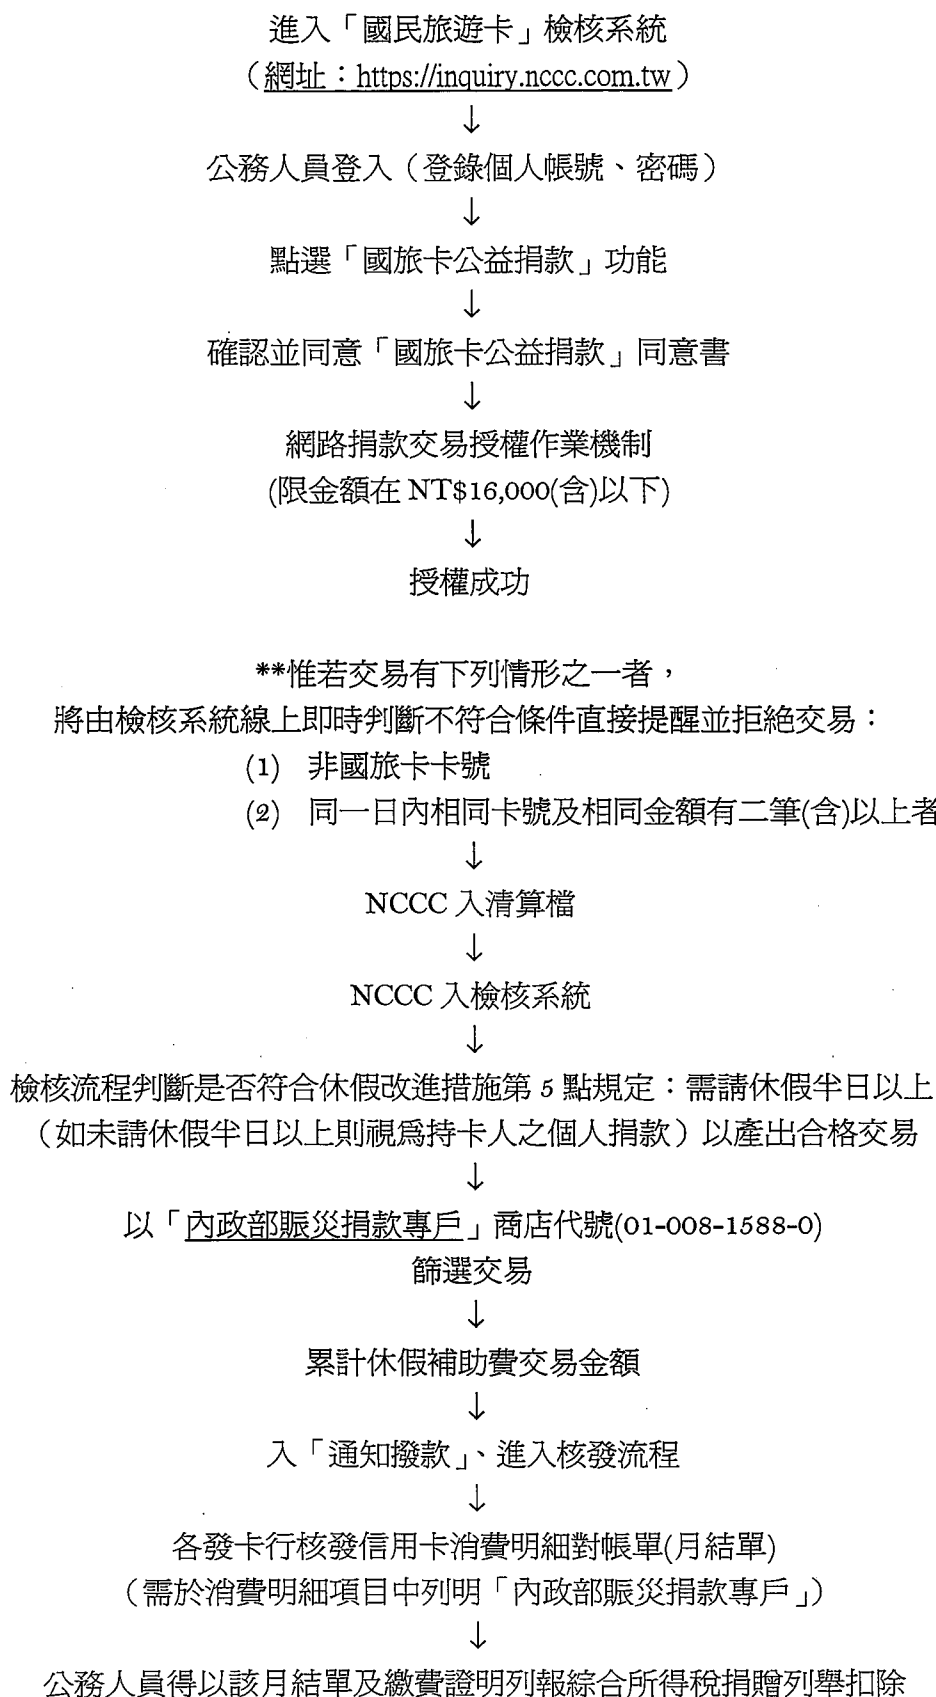 進入「國民旅遊卡」檢核系統
（網址：https://inquiry.nccc.com.tw）
↓
公務人員登入（登錄個人帳號、密碼）
↓
點選「國旅卡公益捐款」功能
↓
確認並同意「國旅卡公益捐款」同意書
↓
網路捐款交易授權作業機制
(限金額在 NT$16,000(含)以下)
↓
授權成功
**惟若交易有下列情形之一者，
將由檢核系統線上即時判斷不符合條件直接提醒並拒絕交易：
(1) 非國旅卡卡號
(2) 同一日內相同卡號及相同金額有二筆(含)以上者
↓
NCCC 入清算檔
↓
NCCC 入檢核系統
↓
檢核流程判斷是否符合休假改進措施第 5 點規定：需請休假半日以上
（如未請休假半日以上則視為持卡人之個人捐款）以產出合格交易
↓
以「內政部賑災捐款專戶」商店代號(01-008-1588-0)
篩選交易
↓
累計休假補助費交易金額
↓
入「通知撥款」、進入核發流程
↓
各發卡行核發信用卡消費明細對帳單(月結單)
（需於消費明細項目中列明「內政部賑災捐款專戶」）
↓
公務人員得以該月結單及繳費證明列報綜合所得稅捐贈列舉扣除